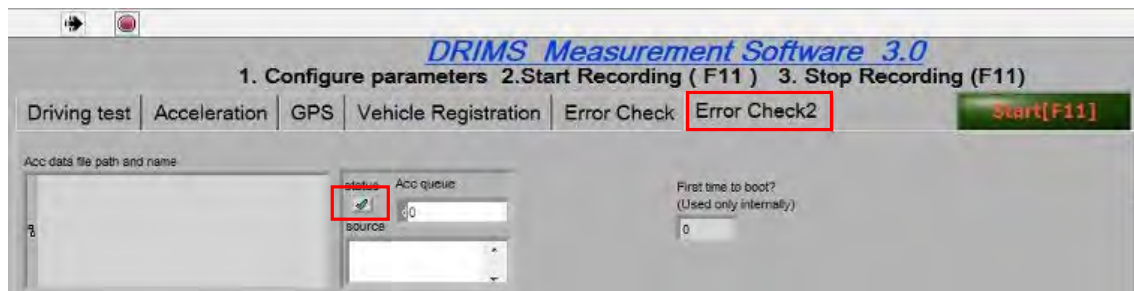 DRIMS Measurement Software 3.0
1. Configure parameters 2.Start Recording ( F11 ) 3. Stop Recording (F11)
Driving test Acceleration GPS Vehicle Registration Error Check Error Check2 Start[F11]
Acc data file path and name
status Acc queue
0
source
First time to boot?
(Used only internally)
0